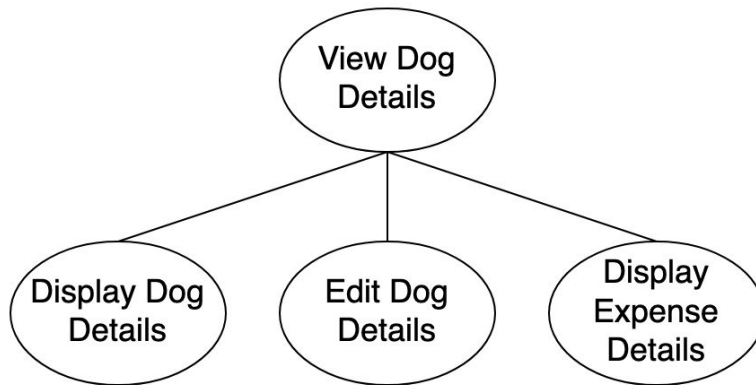 View Dog
Details
Display Dog
Details
Edit Dog
Details
Display
Expense
Details